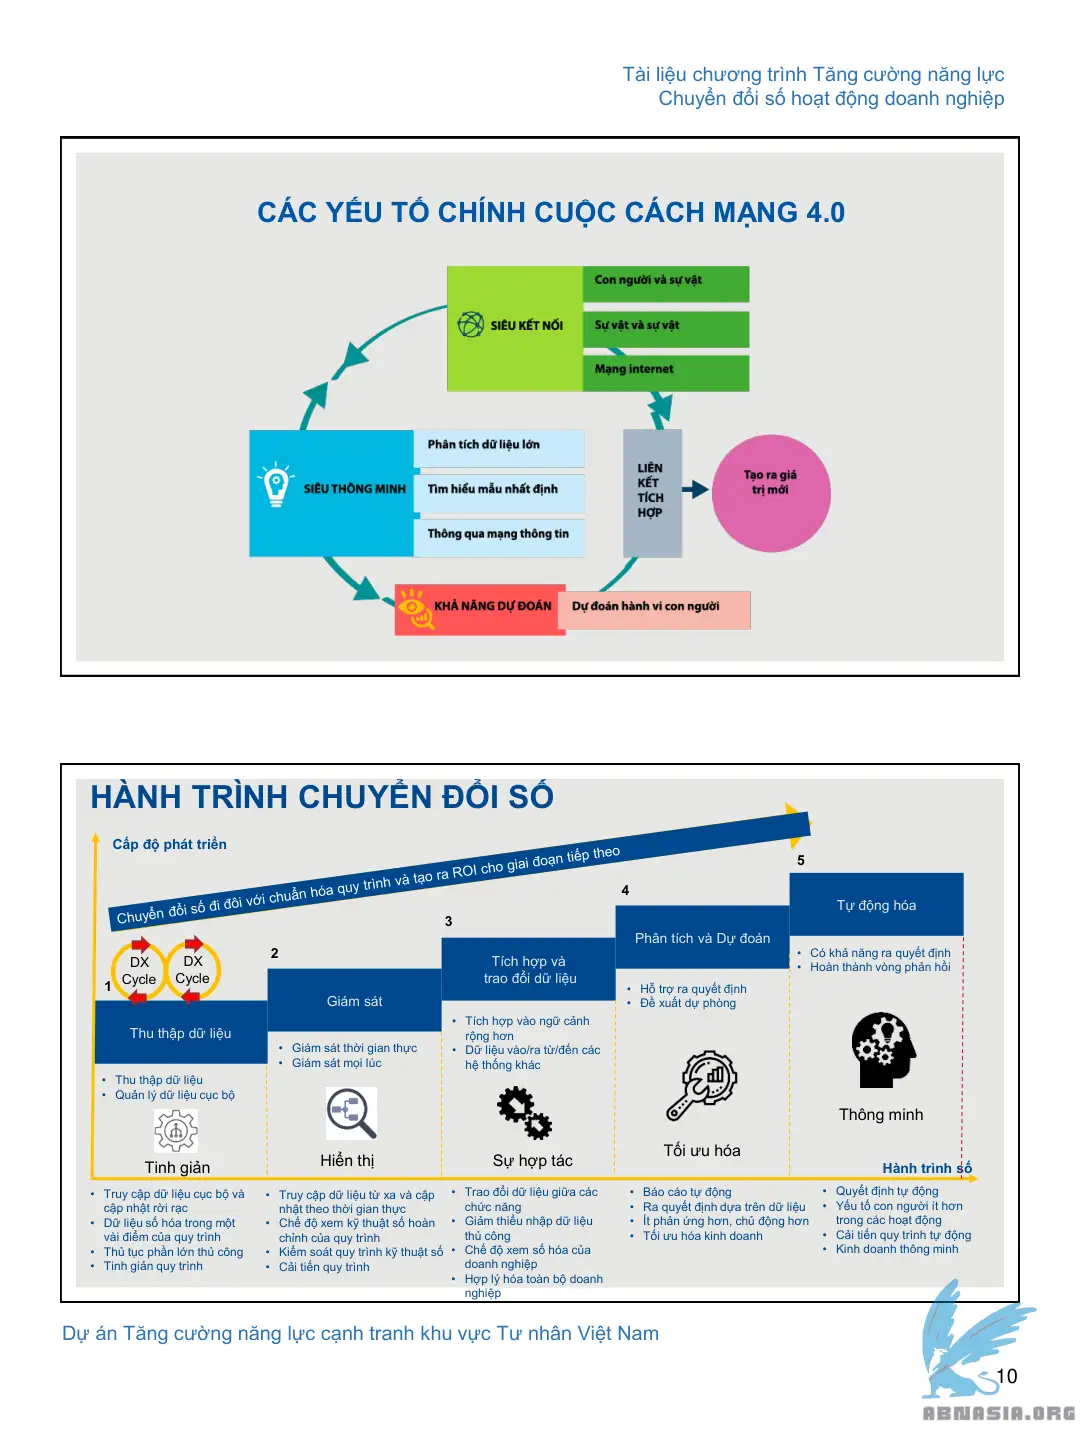 Tài liệu chương trình Tăng cường năng lực
Chuyển đổi số hoạt động doanh nghiệp
CÁC YẾU TỐ CHÍNH CUỘC CÁCH MẠNG 4.0
SIÊU KẾT NỐI
Con người và sự vật
Sự vật và sự vật
Mạng internet
SIÊU THÔNG MINH
Phân tích dữ liệu lớn
Tìm hiểu mẫu nhất định
Thông qua mạng thông tin
LIÊN
KẾT
TÍCH
HỢP
Tạo ra giá
trị mới
KHẢ NĂNG DỰ ĐOÁN
Dự đoán hành vi con người
HÀNH TRÌNH CHUYỂN ĐỔI SỐ
Cấp độ phát triển
Chuyển đổi số đi đôi với chuẩn hóa quy trình và tạo ra ROI cho giai đoạn tiếp theo
DX
Cycle
DX
Cycle
1
Thu thập dữ liệu
• Thu thập dữ liệu
• Quản lý dữ liệu cục bộ
Tinh giản
2
Giám sát
• Giám sát thời gian thực
• Giám sát mọi lúc
Hiển thị
3
Tích hợp và
trao đổi dữ liệu
• Tích hợp vào ngữ cảnh
rộng hơn
• Dữ liệu vào/ra từ/đến các
hệ thống khác
Sự hợp tác
4
Phân tích và Dự đoán
• Hỗ trợ ra quyết định
• Đề xuất dự phòng
Tối ưu hóa
5
Tự động hóa
• Có khả năng ra quyết định
• Hoàn thành vòng phản hồi
Thông minh
Hành trình số
• Truy cập dữ liệu cục bộ và
cập nhật rời rạc
• Dữ liệu số hóa trong một
vài điểm của quy trình
• Thủ tục phần lớn thủ công
• Tinh giản quy trình
• Truy cập dữ liệu từ xa và cập
nhật theo thời gian thực
• Chế độ xem kỹ thuật số hoàn
chỉnh của quy trình
• Kiểm soát quy trình kỹ thuật số
• Cải tiến quy trình
• Trao đổi dữ liệu giữa các
chức năng
• Giảm thiểu nhập dữ liệu
thủ công
• Chế độ xem số hóa của
doanh nghiệp
• Hợp lý hóa toàn bộ doanh
nghiệp
• Báo cáo tự động
• Ra quyết định dựa trên dữ liệu
• Ít phản ứng hơn, chủ động hơn
• Tối ưu hóa kinh doanh
• Quyết định tự động
• Yếu tố con người ít hơn
trong các hoạt động
• Cải tiến quy trình tự động
• Kinh doanh thông minh
Dự án Tăng cường năng lực cạnh tranh khu vực Tư nhân Việt Nam
10
ABNASIA.ORG